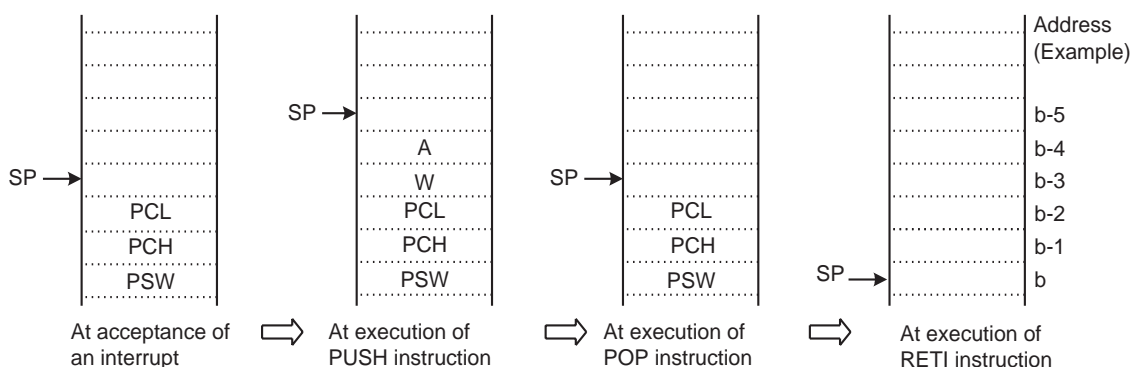 Address
(Example)
SP
b-5
A
b-4
SP
W
SP
b-3
PCL
PCL
PCL
b-2
PCH
PCH
PCH
b-1
PSW
PSW
PSW
SP
b
At acceptance of
an interrupt
At execution of
PUSH instruction
At execution of
POP instruction
At execution of
RETI instruction